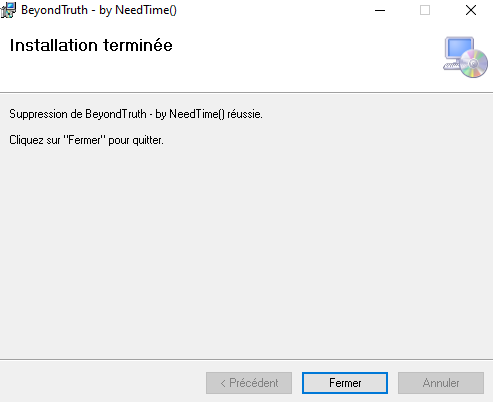 BeyondTruth - by NeedTime()
Installation terminée
Suppression de BeyondTruth - by NeedTime() réussie.
Cliquez sur "Fermer" pour quitter.
< Précédent
Fermer
Annuler